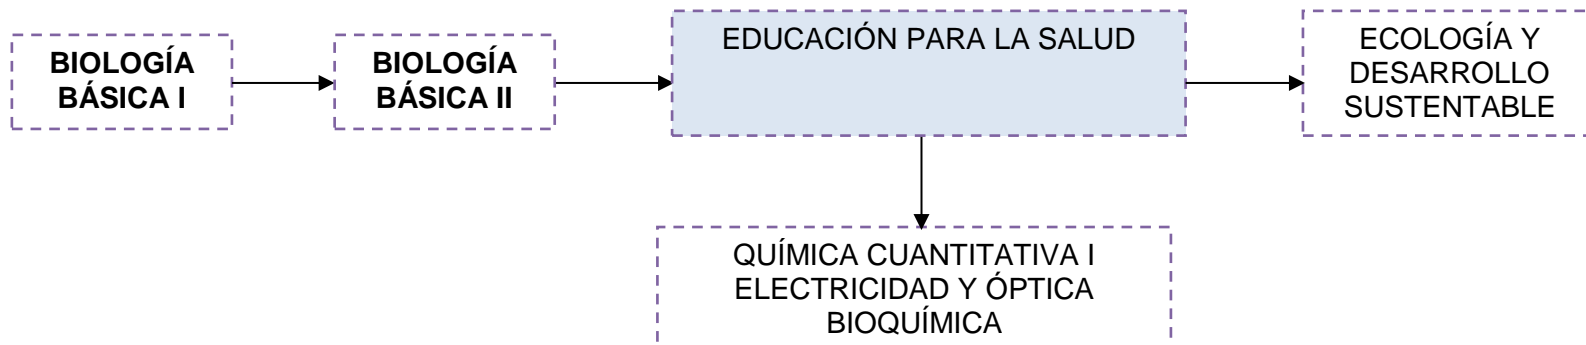 BIOLOGÍA
BÁSICA I
BIOLOGÍA
BÁSICA II
EDUCACIÓN PARA LA SALUD
ECOLOGÍA Y
DESARROLLO
SUSTENTABLE
QUÍMICA CUANTITATIVA I
ELECTRICIDAD Y ÓPTICA
BIOQUÍMICA